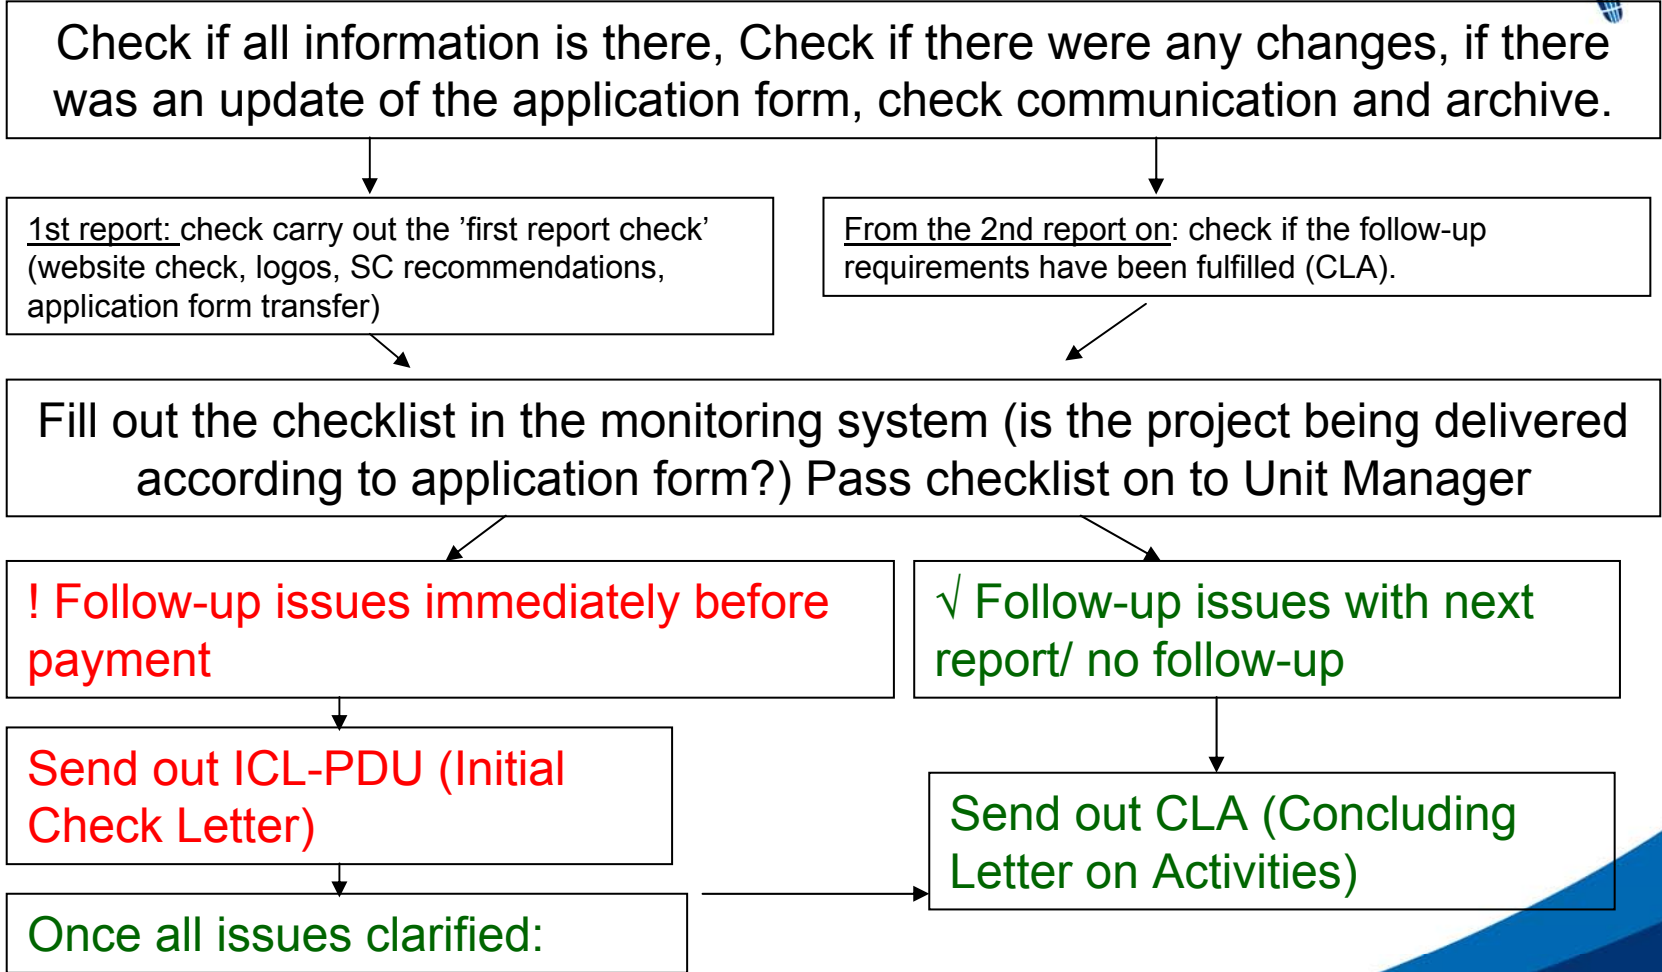 Check if all information is there, Check if there were any changes, if there
was an update of the application form, check communication and archive.
1st report: check carry out the ’first report check’
(website check, logos, SC recommendations,
application form transfer)
From the 2nd report on: check if the follow-up
requirements have been fulfilled (CLA).
Fill out the checklist in the monitoring system (is the project being delivered
according to application form?) Pass checklist on to Unit Manager
! Follow-up issues immediately before
payment
√ Follow-up issues with next
report/ no follow-up
Send out ICL-PDU (Initial
Check Letter)
Send out CLA (Concluding
Letter on Activities)
Once all issues clarified: